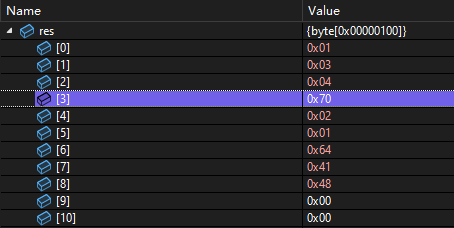 Name Value
res {byte[0x00000100]}
[0] 0x01
[1] 0x03
[2] 0x04
[3] 0x70
[4] 0x02
[5] 0x01
[6] 0x64
[7] 0x41
[8] 0x48
[9] 0x00
[10] 0x00